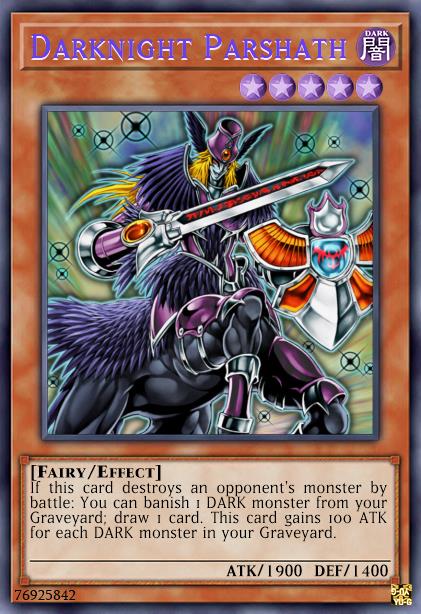 Darknight Parshath
DARK
闇
[Fairy/Effect]
If this card destroys an opponent's monster by
battle: You can banish 1 DARK monster from your
Graveyard; draw 1 card. This card gains 100 ATK
for each DARK monster in your Graveyard.
ATK/1900 DEF/1400
76925842